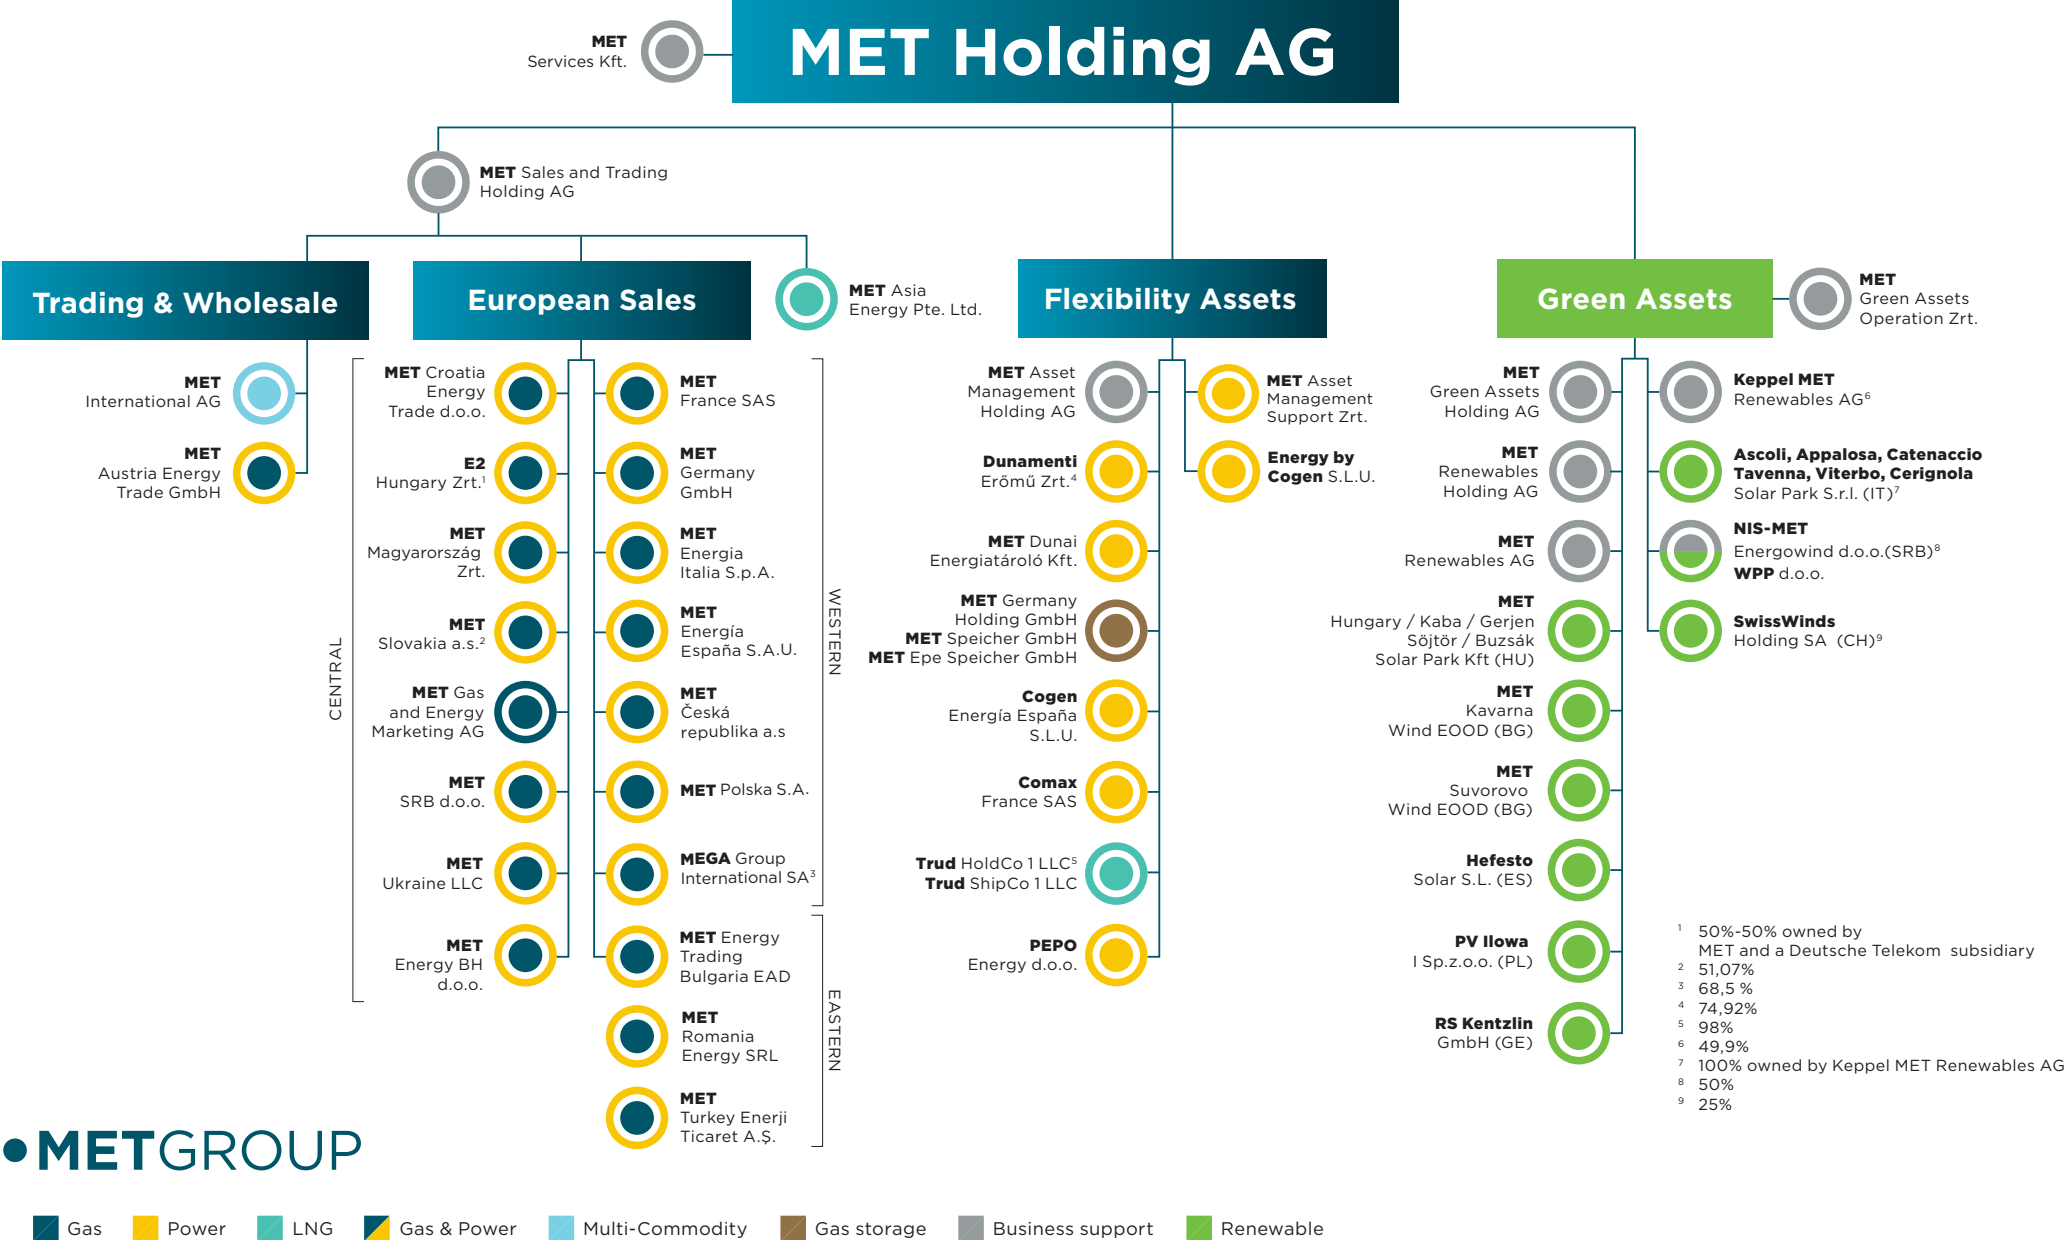 MET Holding AG
MET
Services Kft.
MET Sales and Trading
Holding AG
Trading & Wholesale
European Sales
MET Asia
Energy Pte. Ltd.
Flexibility Assets
Green Assets
MET
Green Assets
Operation Zrt.
MET
International AG
MET
Austria Energy
Trade GmbH
CENTRAL
MET Croatia
Energy
Trade d.o.o.
E2
Hungary Zrt.¹
MET
Magyarország
Zrt.
MET
Slovakia a.s.²
MET Gas
and Energy
Marketing AG
MET
SRB d.o.o.
MET
Ukraine LLC
MET
Energy BH
d.o.o.
MET
France SAS
MET
Germany
GmbH
MET
Energia
Italia S.p.A.
MET
Energía
España S.A.U.
MET
Česká
republika a.s
MET Polska S.A.
MEGA Group
International SA³
WESTERN
MET Energy
Trading
Bulgaria EAD
MET
Romania
Energy SRL
MET
Turkey Enerji
Ticaret A.Ş.
EASTERN
MET Asset
Management
Holding AG
Dunamenti
Erőmű Zrt.⁴
MET Dunai
Energiatároló Kft.
MET Germany
Holding GmbH
MET Speicher GmbH
MET Epe Speicher GmbH
Cogen
Energía España
S.L.U.
Comax
France SAS
Trud HoldCo 1 LLC⁵
Trud ShipCo 1 LLC
PEPO
Energy d.o.o.
MET Asset
Management
Support Zrt.
Energy by
Cogen S.L.U.
MET
Green Assets
Holding AG
MET
Renewables
Holding AG
MET
Renewables AG
MET
Hungary / Kaba / Gerjen
Söjtör / Buzsák
Solar Park Kft (HU)
MET
Kavarna
Wind EOOD (BG)
MET
Suvorovo
Wind EOOD (BG)
Hefesto
Solar S.L. (ES)
PV Ilowa
I Sp.z.o.o. (PL)
RS Kentzlin
GmbH (GE)
Keppel MET
Renewables AG⁶
Ascoli, Appalosa, Catenaccio
Tavenna, Viterbo, Cerignola
Solar Park S.r.l. (IT)⁷
NIS-MET
Energowind d.o.o.(SRB)⁸
WPP d.o.o.
SwissWinds
Holding SA (CH)⁹
¹ 50%-50% owned by
MET and a Deutsche Telekom subsidiary
² 51,07%
³ 68,5 %
⁴ 74,92%
⁵ 98%
⁶ 49,9%
⁷ 100% owned by Keppel MET Renewables AG
⁸ 50%
⁹ 25%
METGROUP
Gas
Power
LNG
Gas & Power
Multi-Commodity
Gas storage
Business support
Renewable